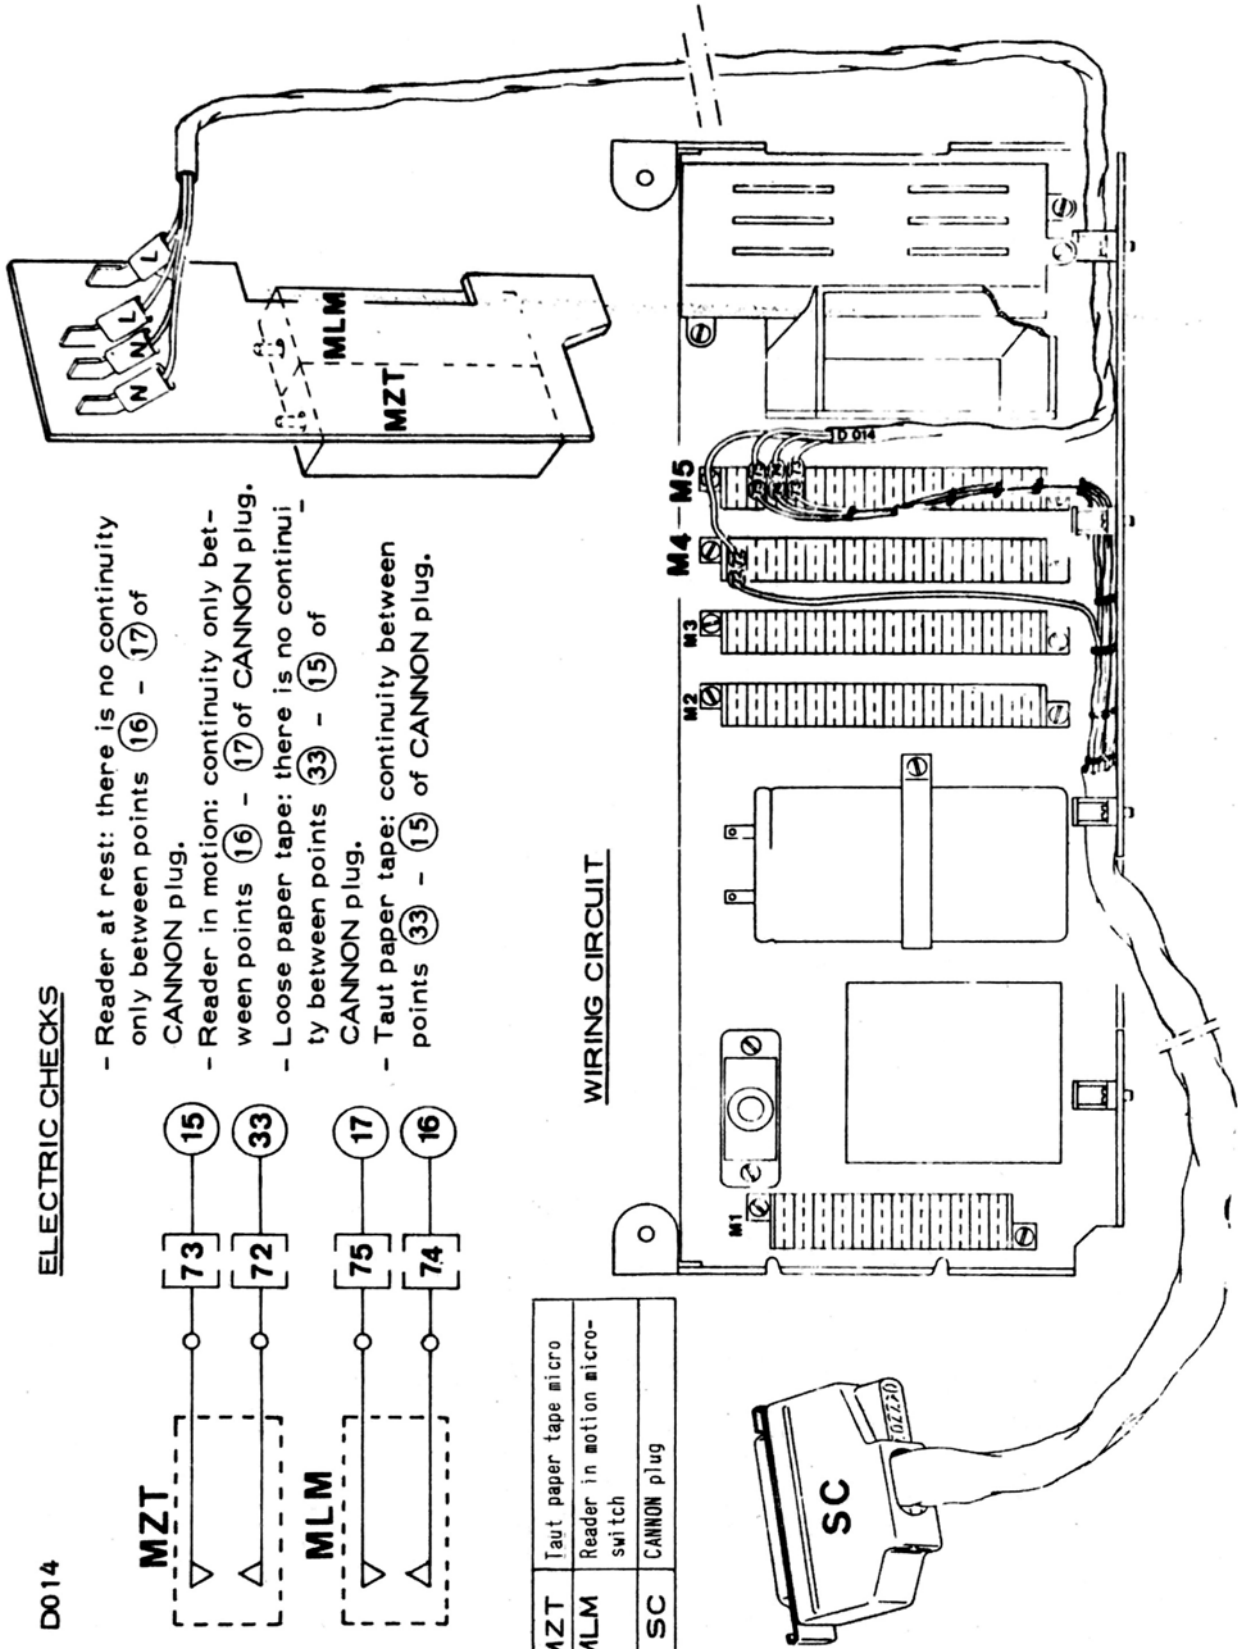 D014
ELECTRIC CHECKS
MZT
73
15
72
33
MLM
75
17
74
16
- Reader at rest: there is no continuity
only between points 16 - 17 of
CANNON plug.
- Reader in motion: continuity only bet-
ween points 16 - 17 of CANNON plug.
- Loose paper tape: there is no continui-
ty between points 33 - 15 of
CANNON plug.
- Taut paper tape: continuity between
points 33 - 15 of CANNON plug.
N
N
L
L
MZT
MLM
MZT Taut paper tape micro
MLM Reader in motion micro-
switch
SC CANNON plug
WIRING CIRCUIT
M1
M2
M3
M4
M5
D 014
SC